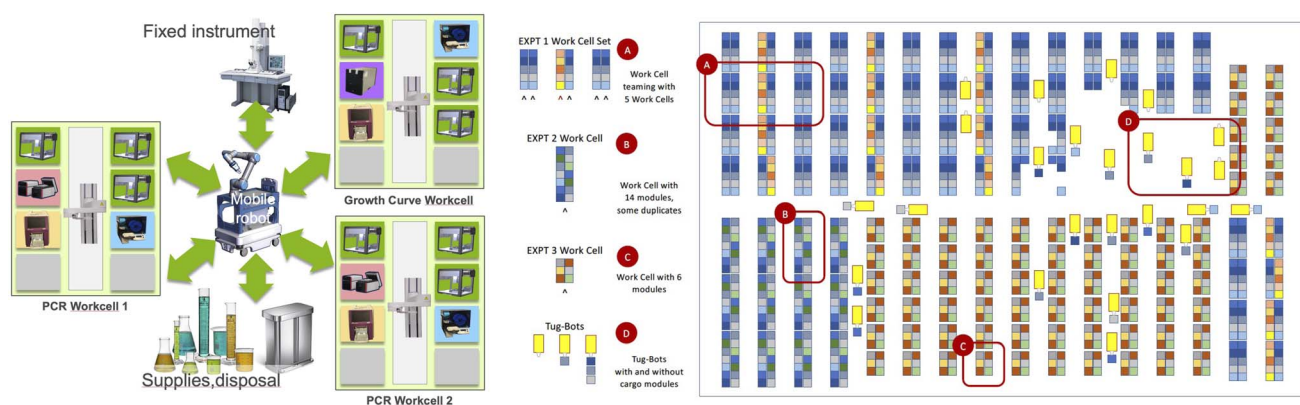 Fixed instrument
Mobile
robot
Growth Curve Workcell
PCR Workcell 1
PCR Workcell 2
Supplies,disposal
EXPT 1 Work Cell Set
A
Work Cell
teaming with
5 Work Cells
^ ^ ^ ^ ^ ^
EXPT 2 Work Cell
B
Work Cell with
14 modules,
some duplicates
^
EXPT 3 Work Cell
C
Work Cell with 6
modules
^
Tug-Bots
D
Tug-Bots
with and without
cargo modules
A
D
B
C